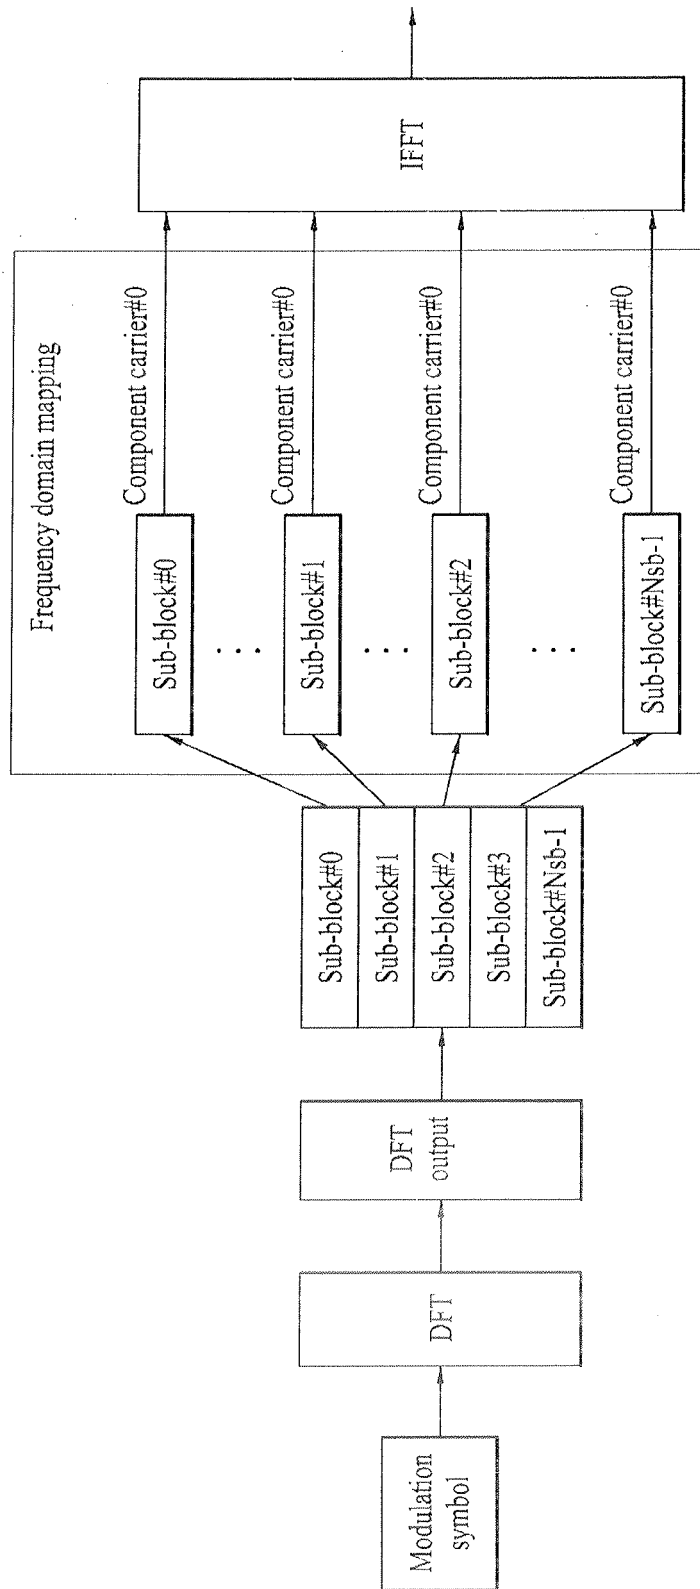 Modulation
symbol
DFT
DFT
output
Sub-block#0
Sub-block#1
Sub-block#2
Sub-block#3
Sub-block#Nsb-1
Frequency domain mapping
Sub-block#0
Component carrier#0
...
Sub-block#1
Component carrier#0
...
Sub-block#2
Component carrier#0
...
Sub-block#Nsb-1
Component carrier#0
IFFT